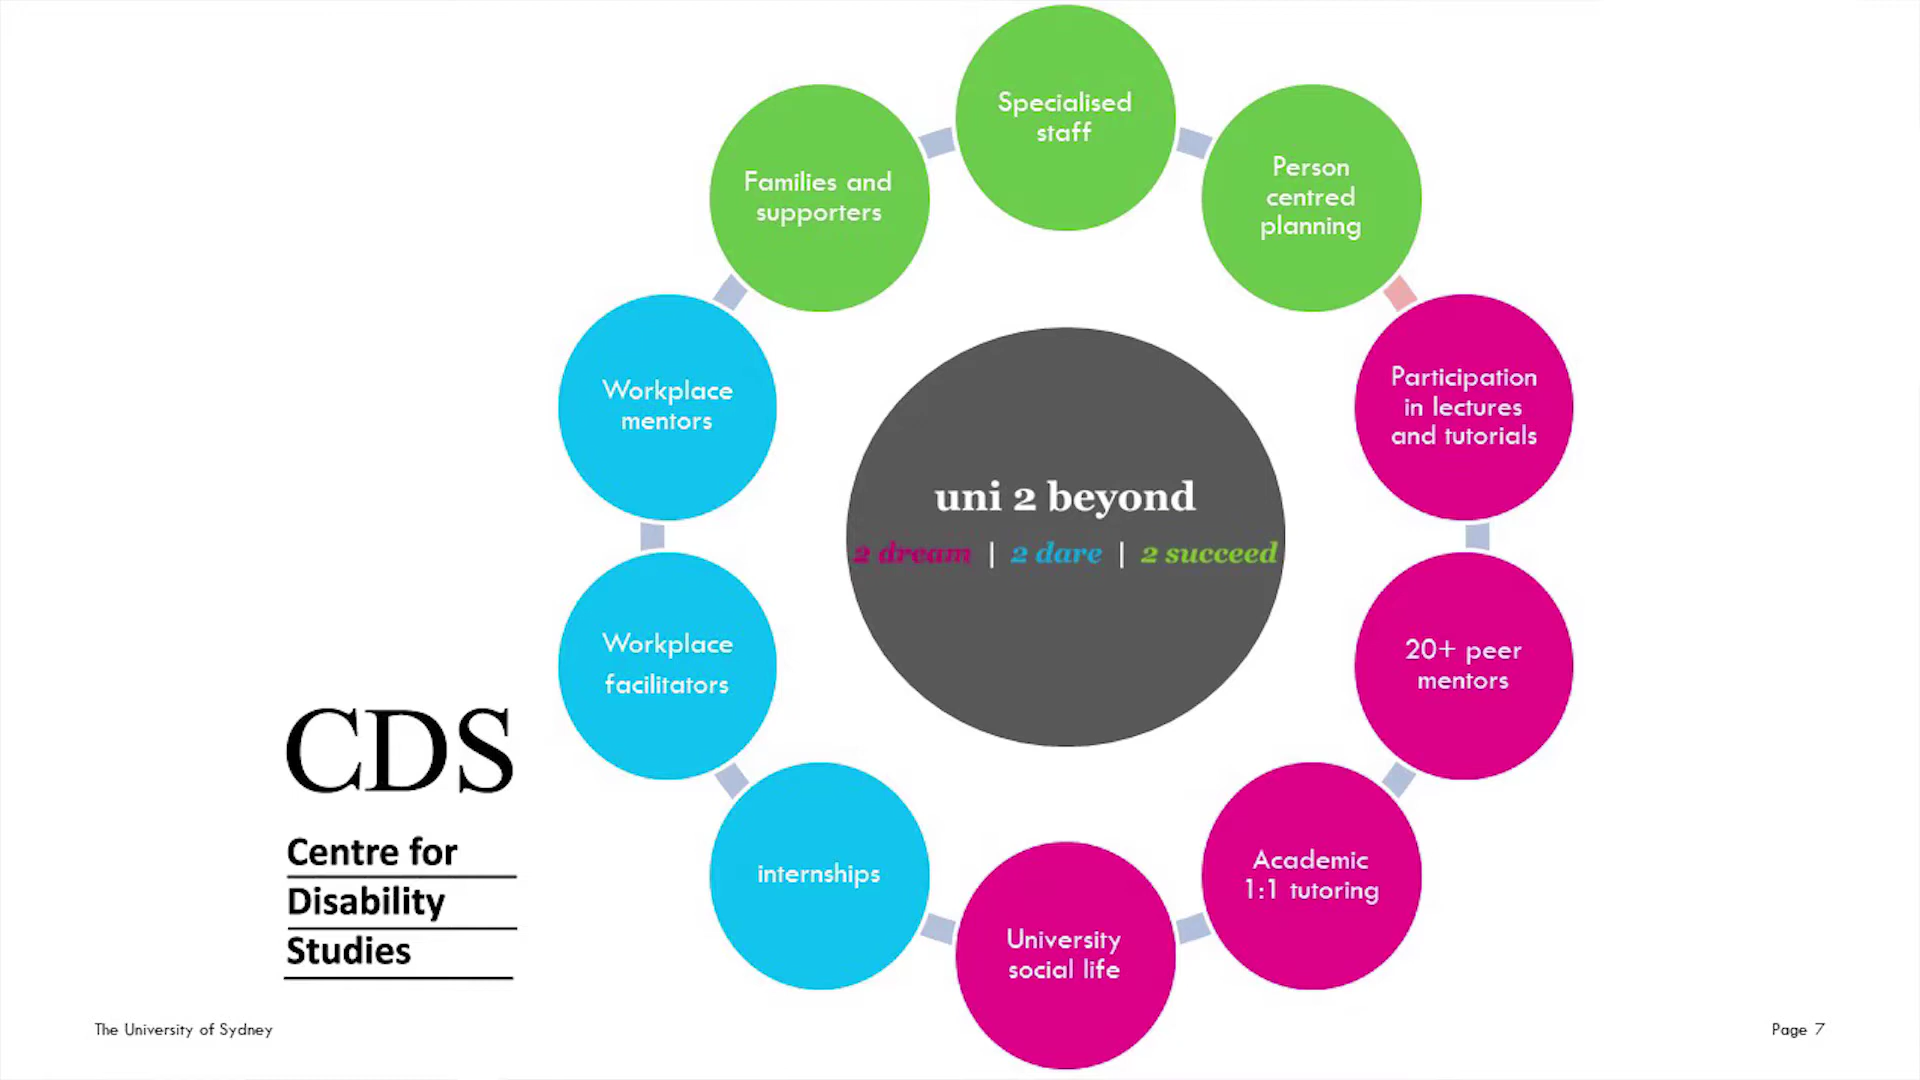 Specialised
staff
Person
centred
planning
Participation
in lectures
and tutorials
20+ peer
mentors
Academic
1:1 tutoring
University
social life
internships
Workplace
facilitators
Workplace
mentors
Families and
supporters
uni 2 beyond
2 dream | 2 dare | 2 succeed
CDS
Centre for
Disability
Studies
The University of Sydney
Page 7